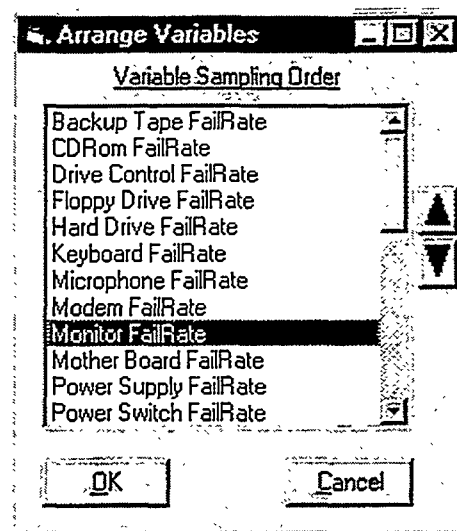 Arrange Variables
Variable Sampling Order
Backup Tape FailRate
CDRom FailRate
Drive Control FailRate
Floppy Drive FailRate
Hard Drive FailRate
Keyboard FailRate
Microphone FailRate
Modem FailRate
Monitor FailRate
Mother Board FailRate
Power Supply FailRate
Power Switch FailRate
OK Cancel